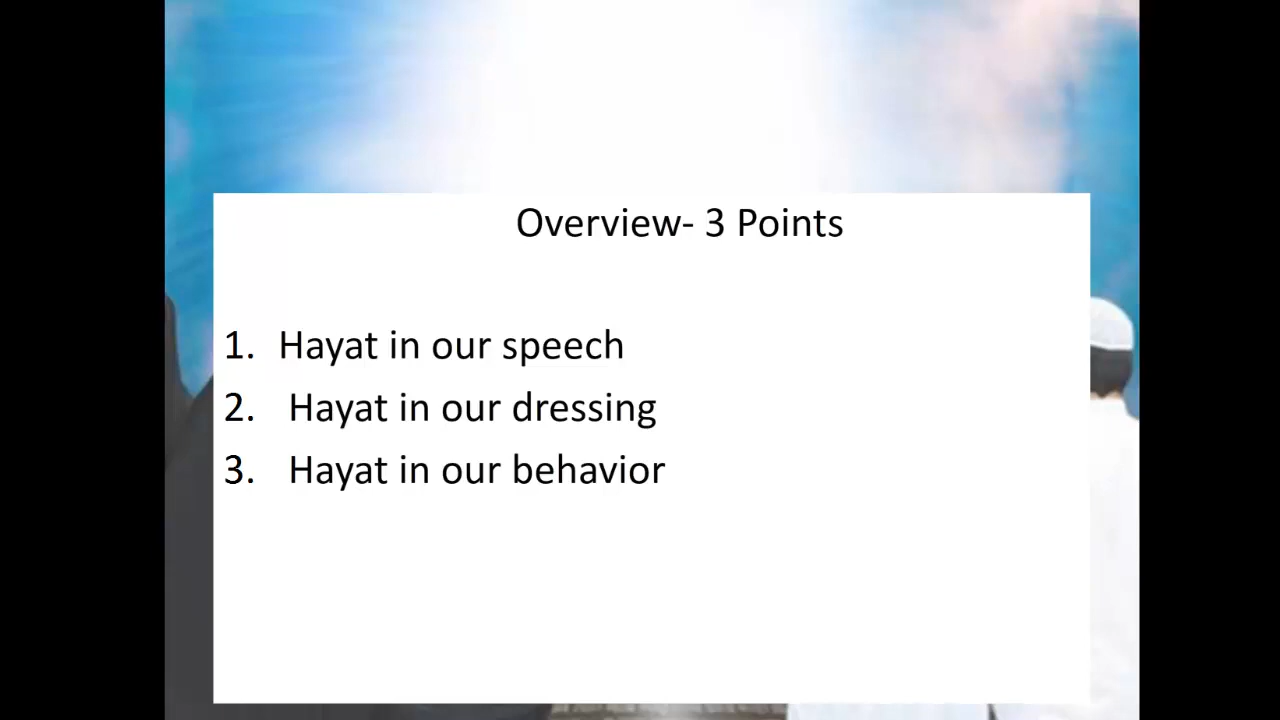 Overview- 3 Points
1. Hayat in our speech
2. Hayat in our dressing
3. Hayat in our behavior